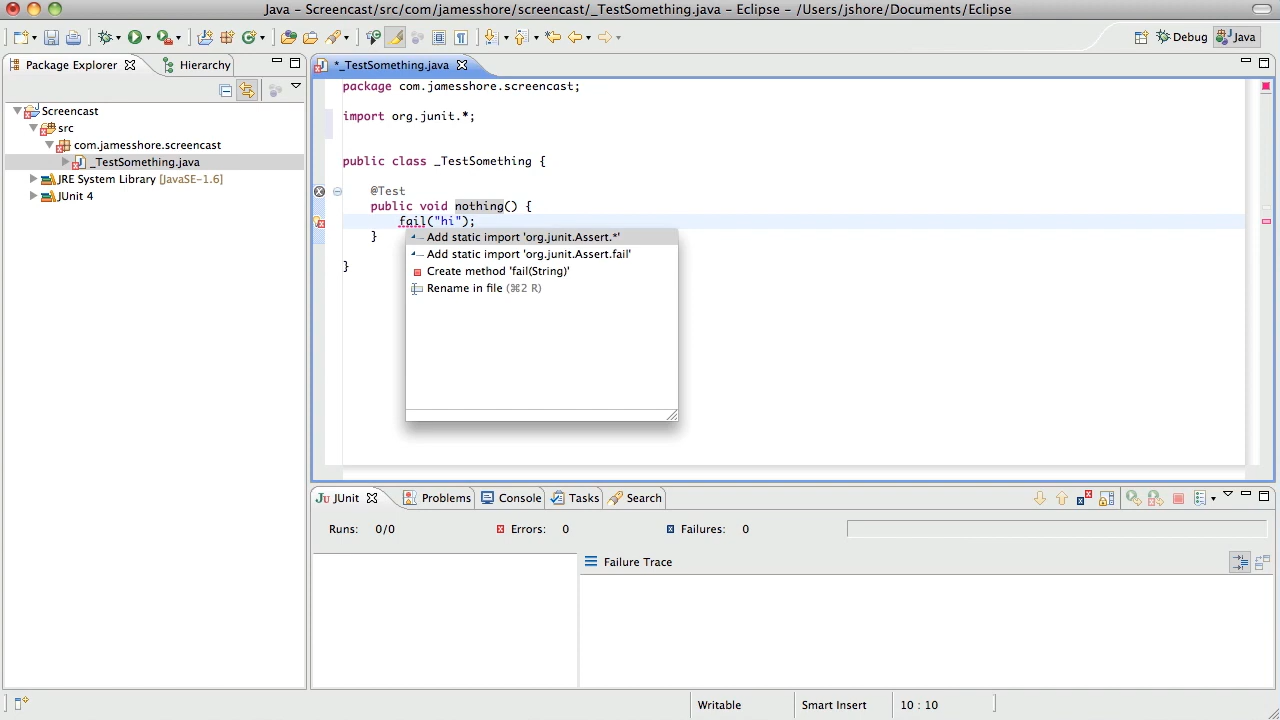 Java - Screencast/src/com/jamesshore/screencast/_TestSomething.java - Eclipse - /Users/jshore/Documents/Eclipse
Debug
Java
Package Explorer
Hierarchy
*_TestSomething.java
Screencast
src
com.jamesshore.screencast
_TestSomething.java
JRE System Library [JavaSE-1.6]
JUnit 4
package com.jamesshore.screencast;
import org.junit.*;
public class _TestSomething {
@Test
public void nothing() {
fail("hi");
}
}
Add static import 'org.junit.Assert.*'
Add static import 'org.junit.Assert.fail'
Create method 'fail(String)'
Rename in file (⌘2 R)
JUnit
Problems
Console
Tasks
Search
Runs: 0/0
Errors: 0
Failures: 0
Failure Trace
Writable
Smart Insert
10 : 10